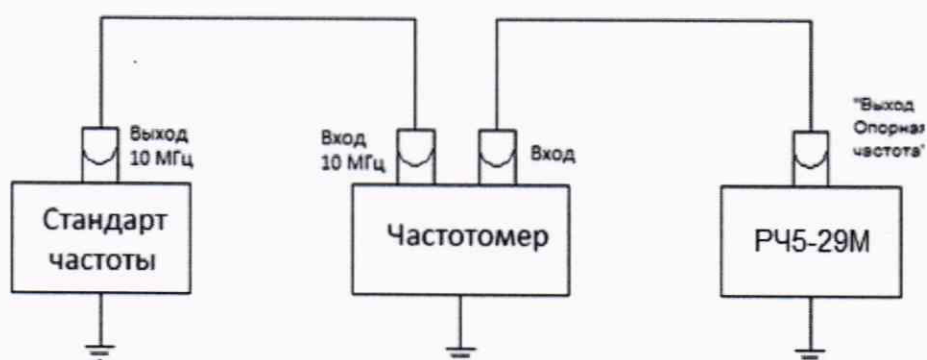 Выход
10 МГц
Стандарт
частоты
Вход
10 МГц
Вход
Частотомер
"Выход
Опорная
частота"
РЧ5-29М